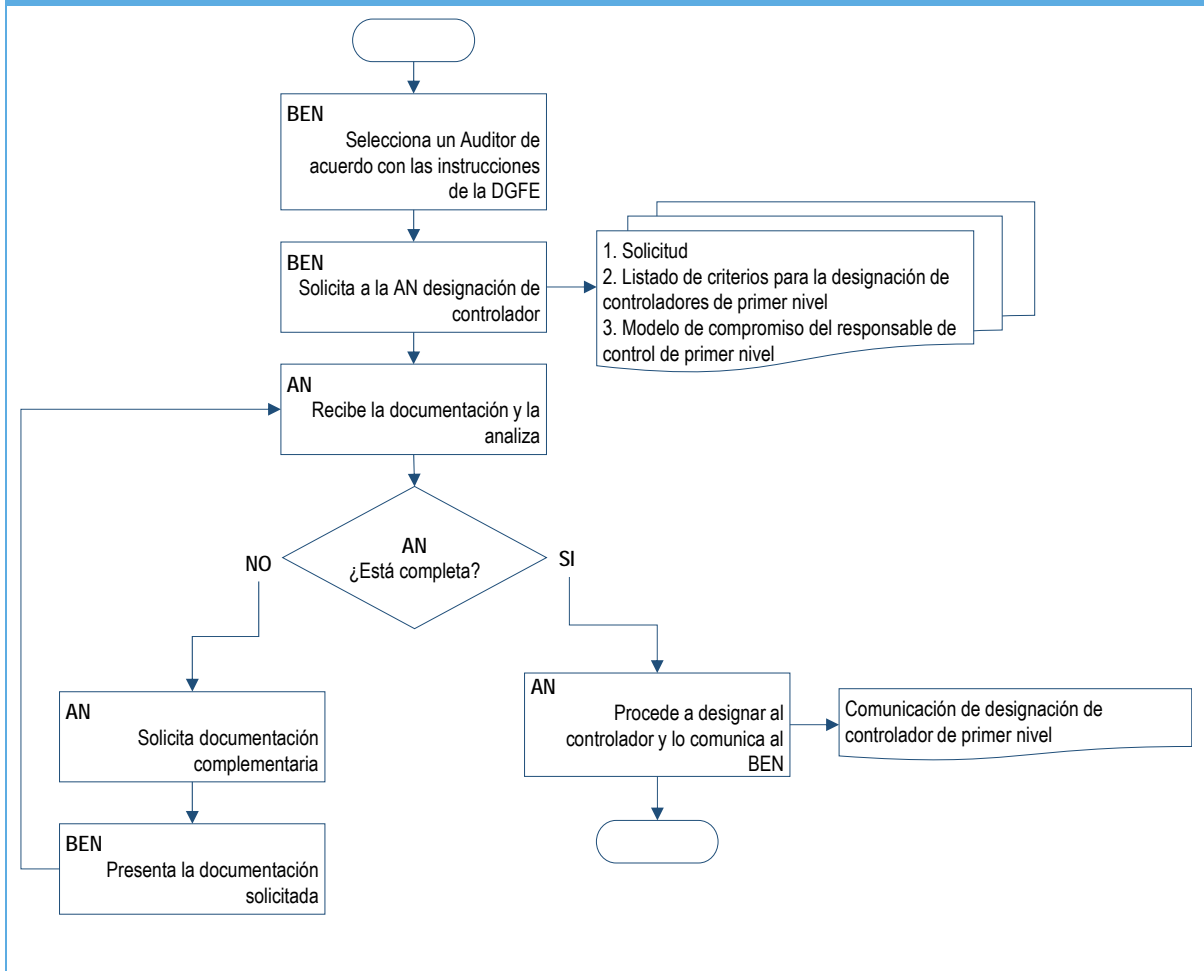 BEN
Selecciona un Auditor de
acuerdo con las instrucciones
de la DGFE
BEN
Solicita a la AN designación de
controlador
1. Solicitud
2. Listado de criterios para la designación de
controladores de primer nivel
3. Modelo de compromiso del responsable de
control de primer nivel
AN
Recibe la documentación y la
analiza
AN
¿Está completa?
NO
SI
AN
Solicita documentación
complementaria
BEN
Presenta la documentación
solicitada
AN
Procede a designar al
controlador y lo comunica al
BEN
Comunicación de designación de
controlador de primer nivel